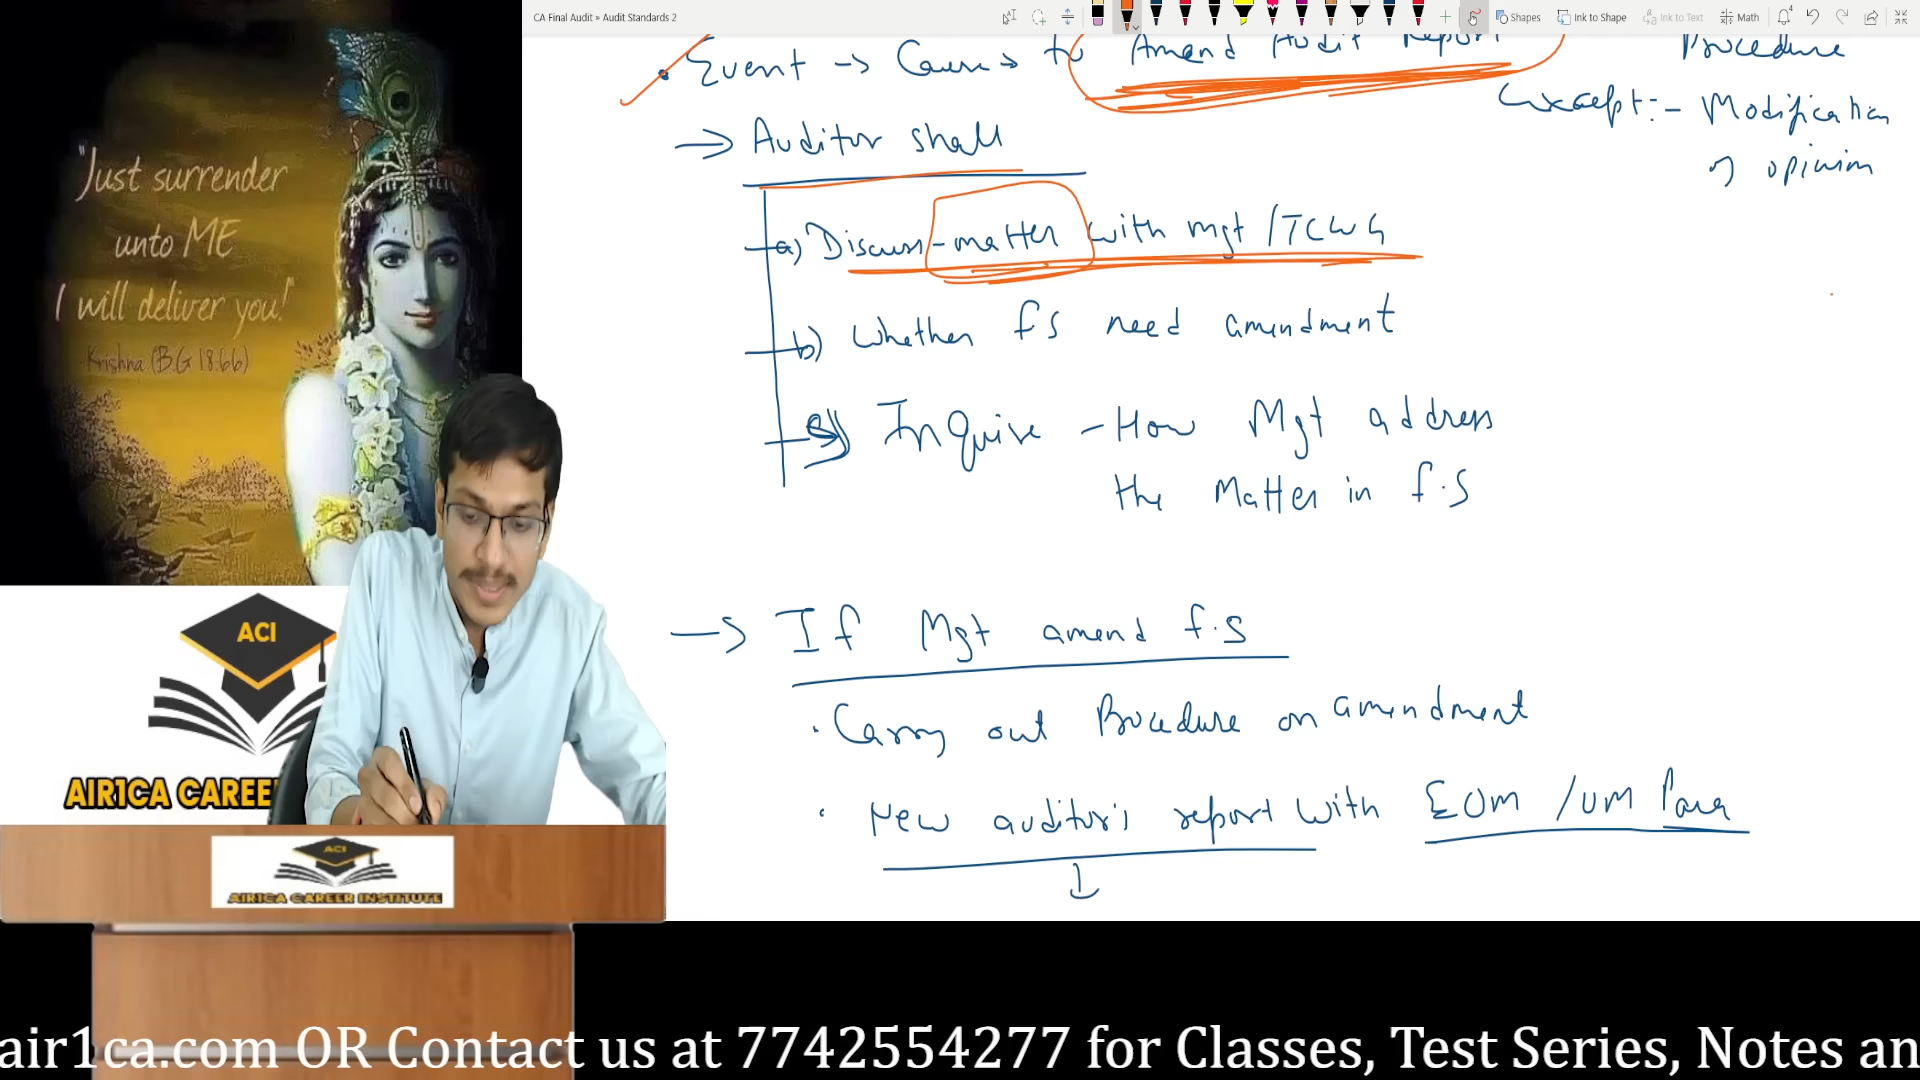 CA Final Audit » Audit Standards 2
Shapes
Ink to Shape
Ink to Text
Math
• Event → Causes to Amend Audit Report
Procedure
Except:- Modification
of opinion
→ Auditor shall
a) Discuss - matter with mgt / TCWG
b) Whether fs need amendment
Inquire - How Mgt address
the Matter in f.S
→ If Mgt amend f.S
• Carry out Procedure on amendment
• New auditor's report with EOM / OM Para
"Just surrender
unto ME
I will deliver you!"
Krishna (B.G 18:66)
ACI
AIR1CA CAREE
ACI
AIR1CA CAREER INSTITUTE
air1ca.com OR Contact us at 7742554277 for Classes, Test Series, Notes an